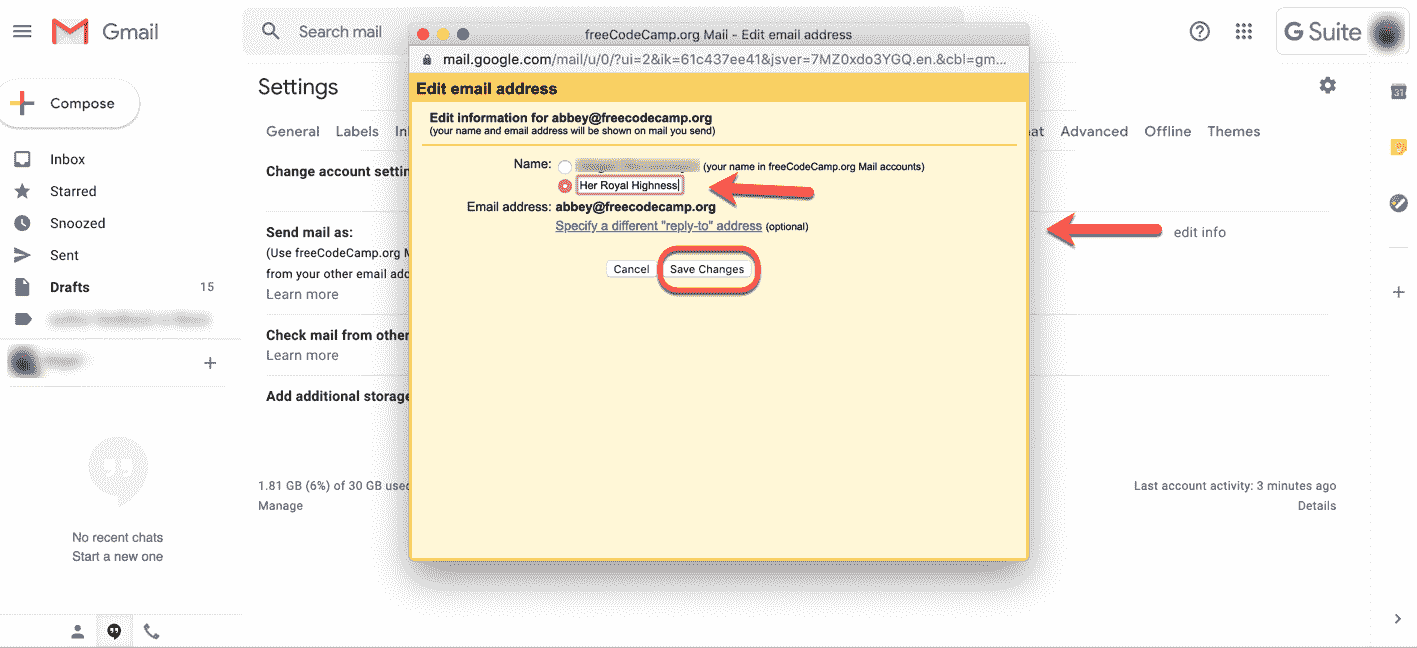 Gmail
Search mail
G Suite
Compose
Inbox
Starred
Snoozed
Sent
Drafts 15
No recent chats
Start a new one
Settings
General Labels In at Advanced Offline Themes
Change account settin
Send mail as:
(Use freeCodeCamp.org M
from your other email add
Learn more
edit info
Check mail from other
Learn more
Add additional storage
1.81 GB (6%) of 30 GB used
Manage
Last account activity: 3 minutes ago
Details
freeCodeCamp.org Mail - Edit email address
mail.google.com/mail/u/0/?ui=2&ik=61c437ee41&jsver=7MZ0xdo3YGQ.en.&cbl=gm...
Edit email address
Edit information for abbey@freecodecamp.org
(your name and email address will be shown on mail you send)
Name: (your name in freeCodeCamp.org Mail accounts)
Her Royal Highness
Email address: abbey@freecodecamp.org
Specify a different "reply-to" address (optional)
Cancel Save Changes
31